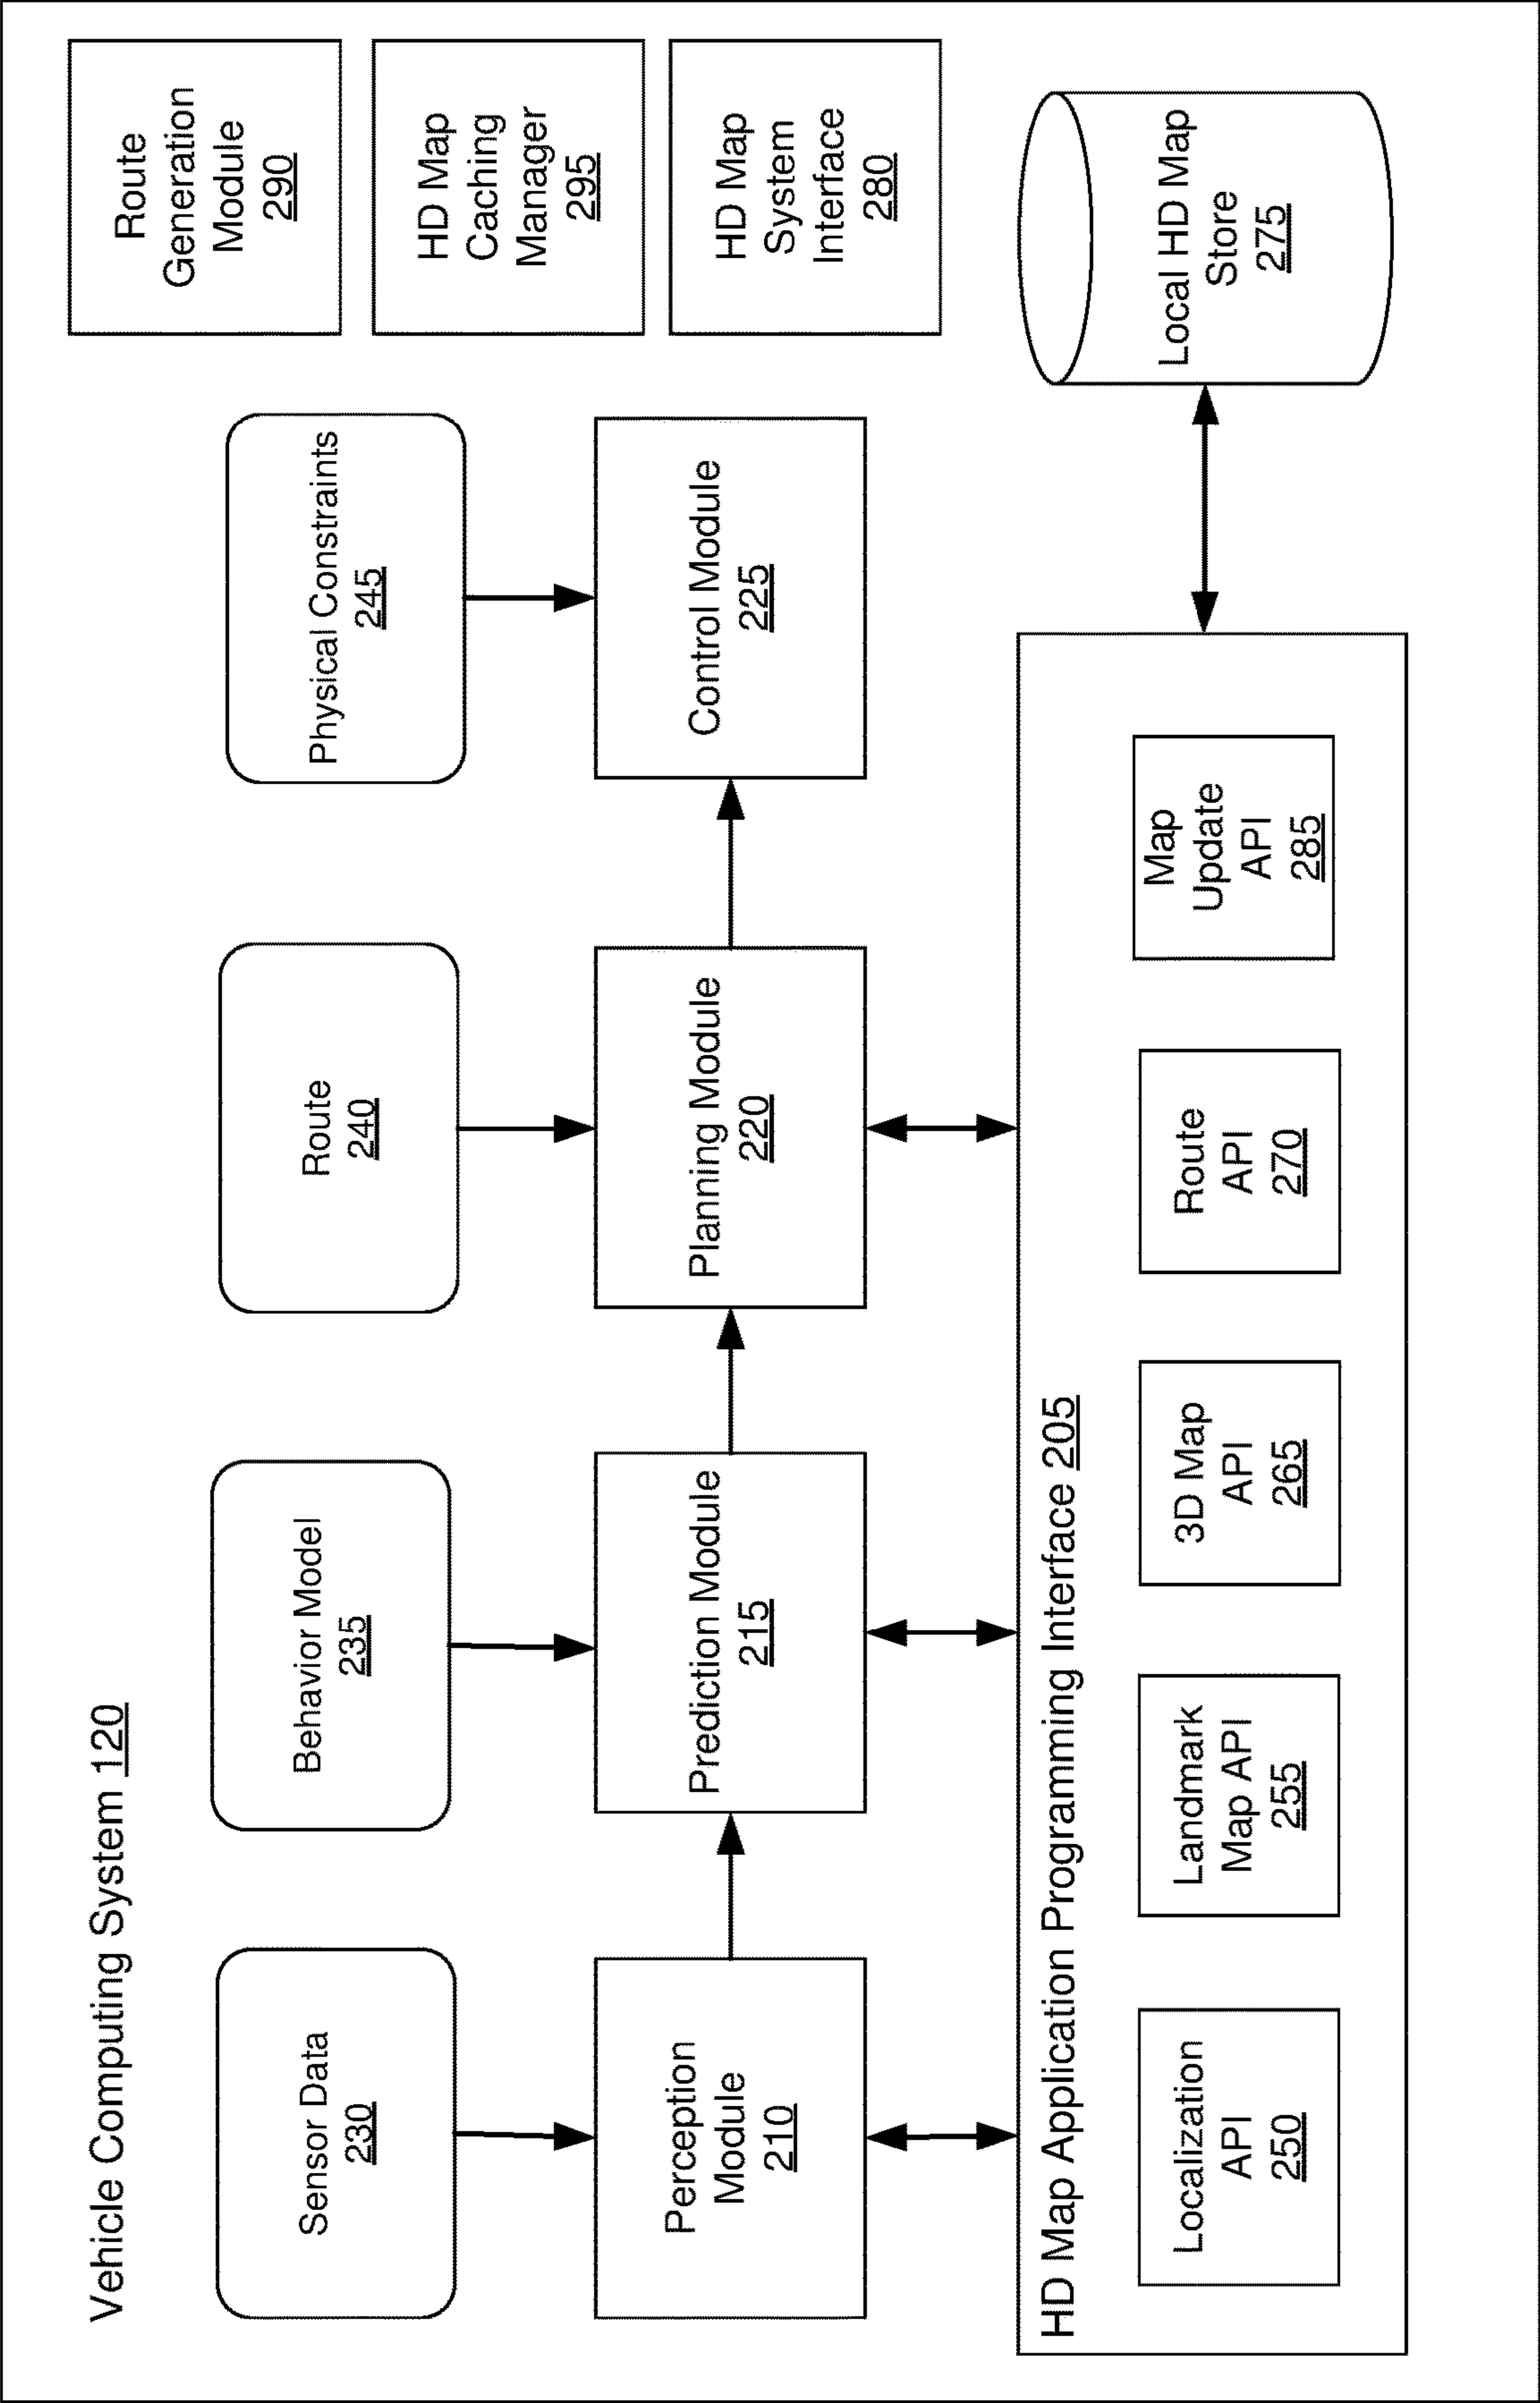 Vehicle Computing System 120
Sensor Data
230
Behavior Model
235
Route
240
Physical Constraints
245
Route
Generation
Module
290
HD Map
Caching
Manager
295
HD Map
System
Interface
280
Perception
Module
210
Prediction Module
215
Planning Module
220
Control Module
225
HD Map Application Programming Interface 205
Localization
API
250
Landmark
Map API
255
3D Map
API
265
Route
API
270
Map
Update
API
285
Local HD Map
Store
275